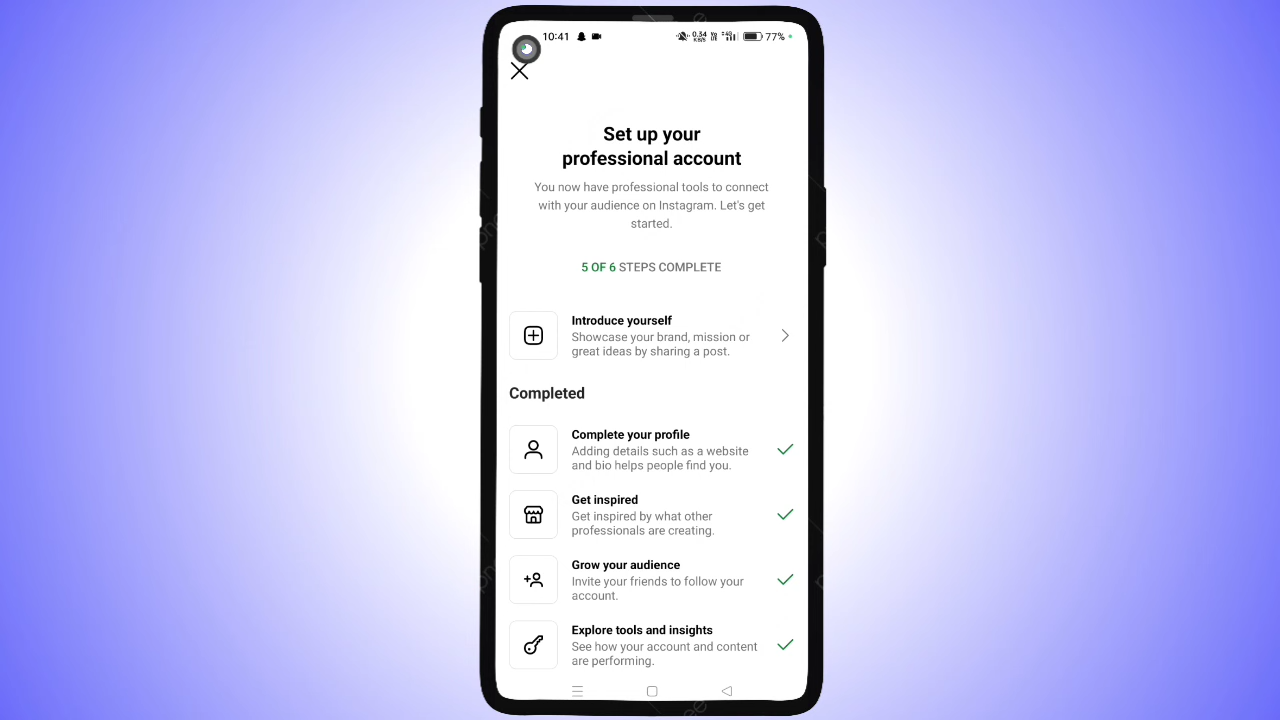 10:41
0.34
KB/S
77%
Set up your
professional account
You now have professional tools to connect
with your audience on Instagram. Let's get
started.
5 OF 6 STEPS COMPLETE
Introduce yourself
Showcase your brand, mission or
great ideas by sharing a post.
Completed
Complete your profile
Adding details such as a website
and bio helps people find you.
Get inspired
Get inspired by what other
professionals are creating.
Grow your audience
Invite your friends to follow your
account.
Explore tools and insights
See how your account and content
are performing.